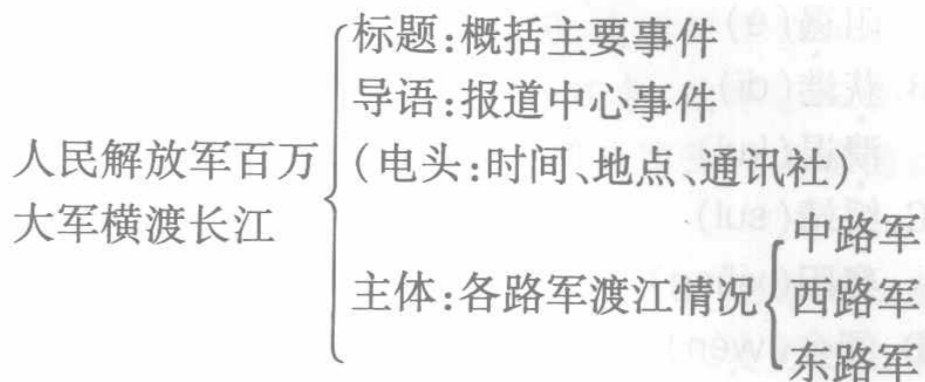 标题:概括主要事件
导语:报道中心事件
人民解放军百万
大军横渡长江
(电头:时间、地点、通讯社)
主体:各路军渡江情况
中路军
西路军
东路军